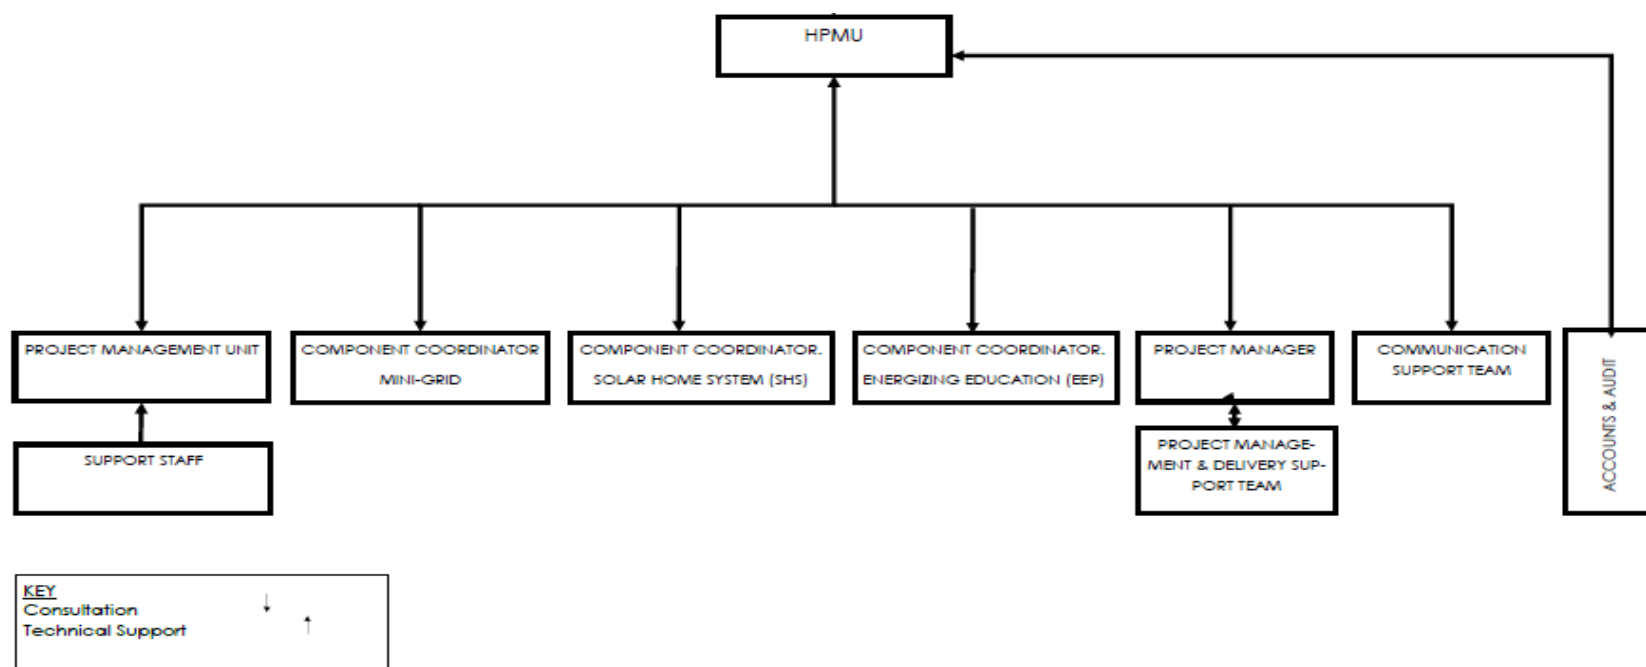 HPMU
PROJECT MANAGEMENT UNIT
COMPONENT COORDINATOR
MINI-GRID
COMPONENT COORDINATOR.
SOLAR HOME SYSTEM (SHS)
COMPONENT COORDINATOR.
ENERGIZING EDUCATION (EEP)
PROJECT MANAGER
COMMUNICATION
SUPPORT TEAM
ACCOUNTS & AUDIT
SUPPORT STAFF
PROJECT MANAGE-
MENT & DELIVERY SUP-
PORT TEAM
KEY
Consultation ↓
Technical Support ↑